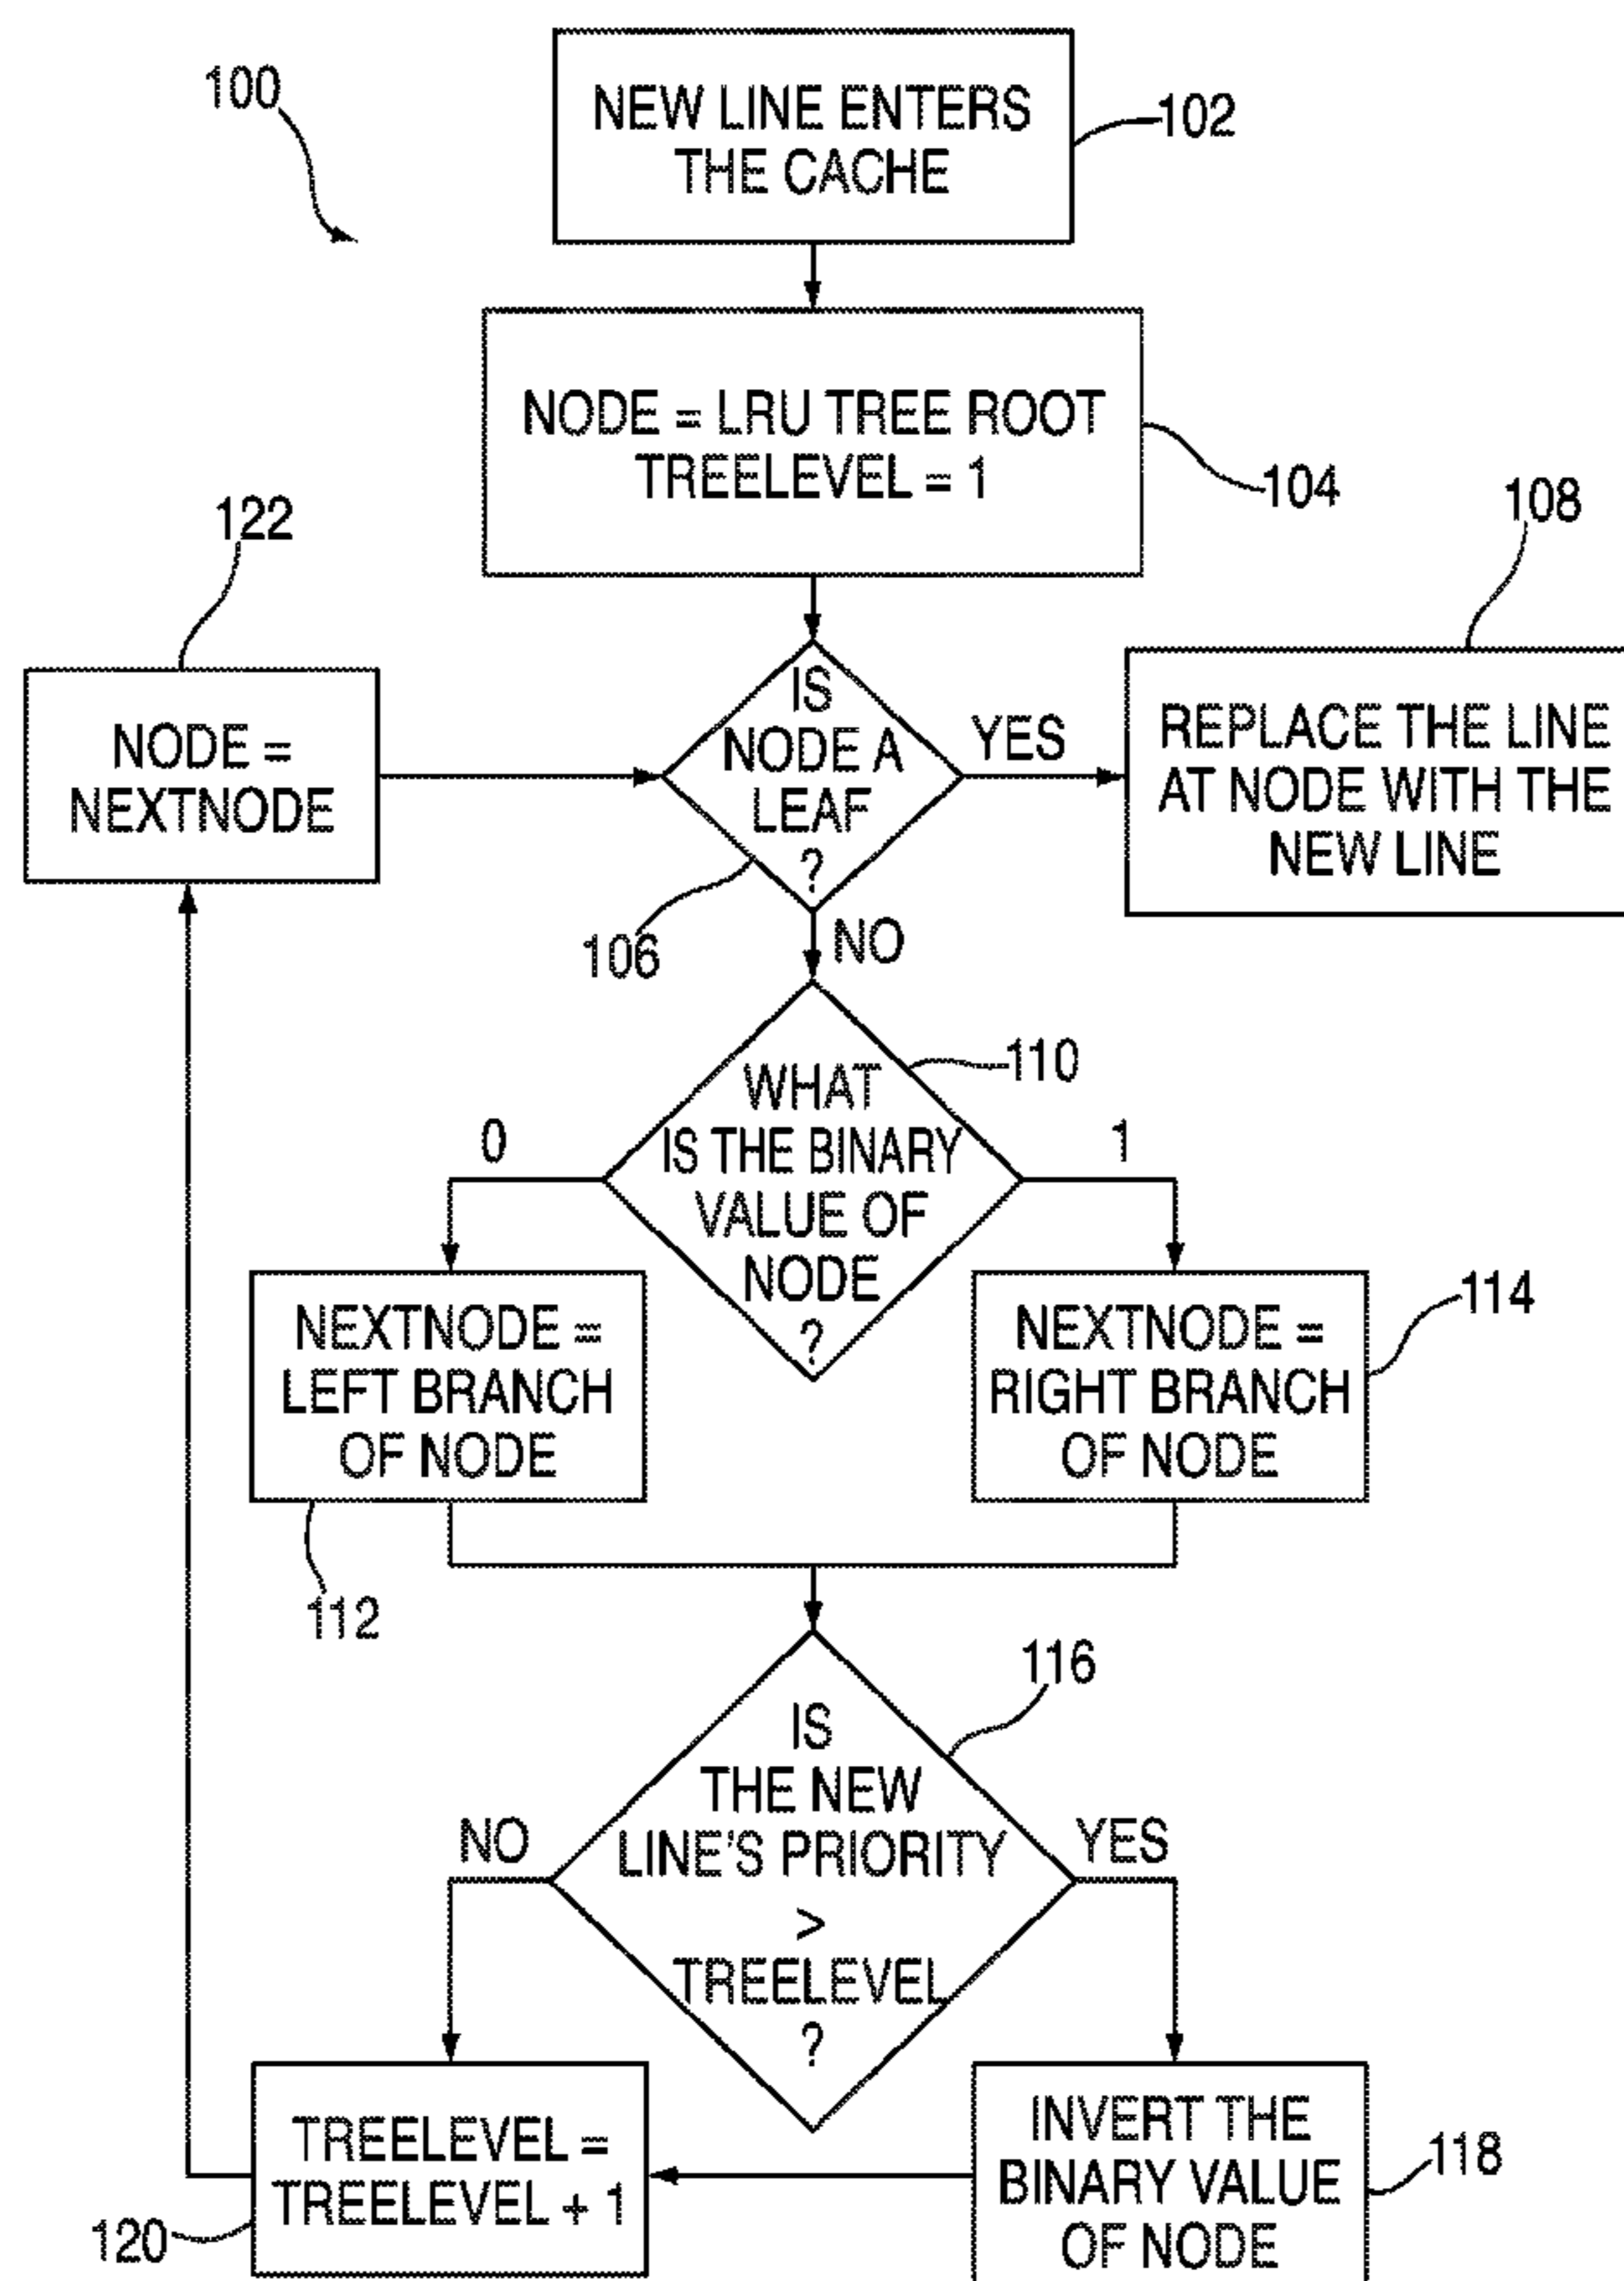 100
NEW LINE ENTERS
THE CACHE
102
NODE = LRU TREE ROOT
TREELEVEL = 1
104
122
108
NODE =
NEXTNODE
IS
NODE A
LEAF
?
YES
REPLACE THE LINE
AT NODE WITH THE
NEW LINE
106
NO
110
WHAT
IS THE BINARY
VALUE OF
NODE
?
0
1
NEXTNODE =
LEFT BRANCH
OF NODE
112
NEXTNODE =
RIGHT BRANCH
OF NODE
114
116
IS
THE NEW
LINE'S PRIORITY
>
TREELEVEL
?
NO
YES
TREELEVEL =
TREELEVEL + 1
120
INVERT THE
BINARY VALUE
OF NODE
118